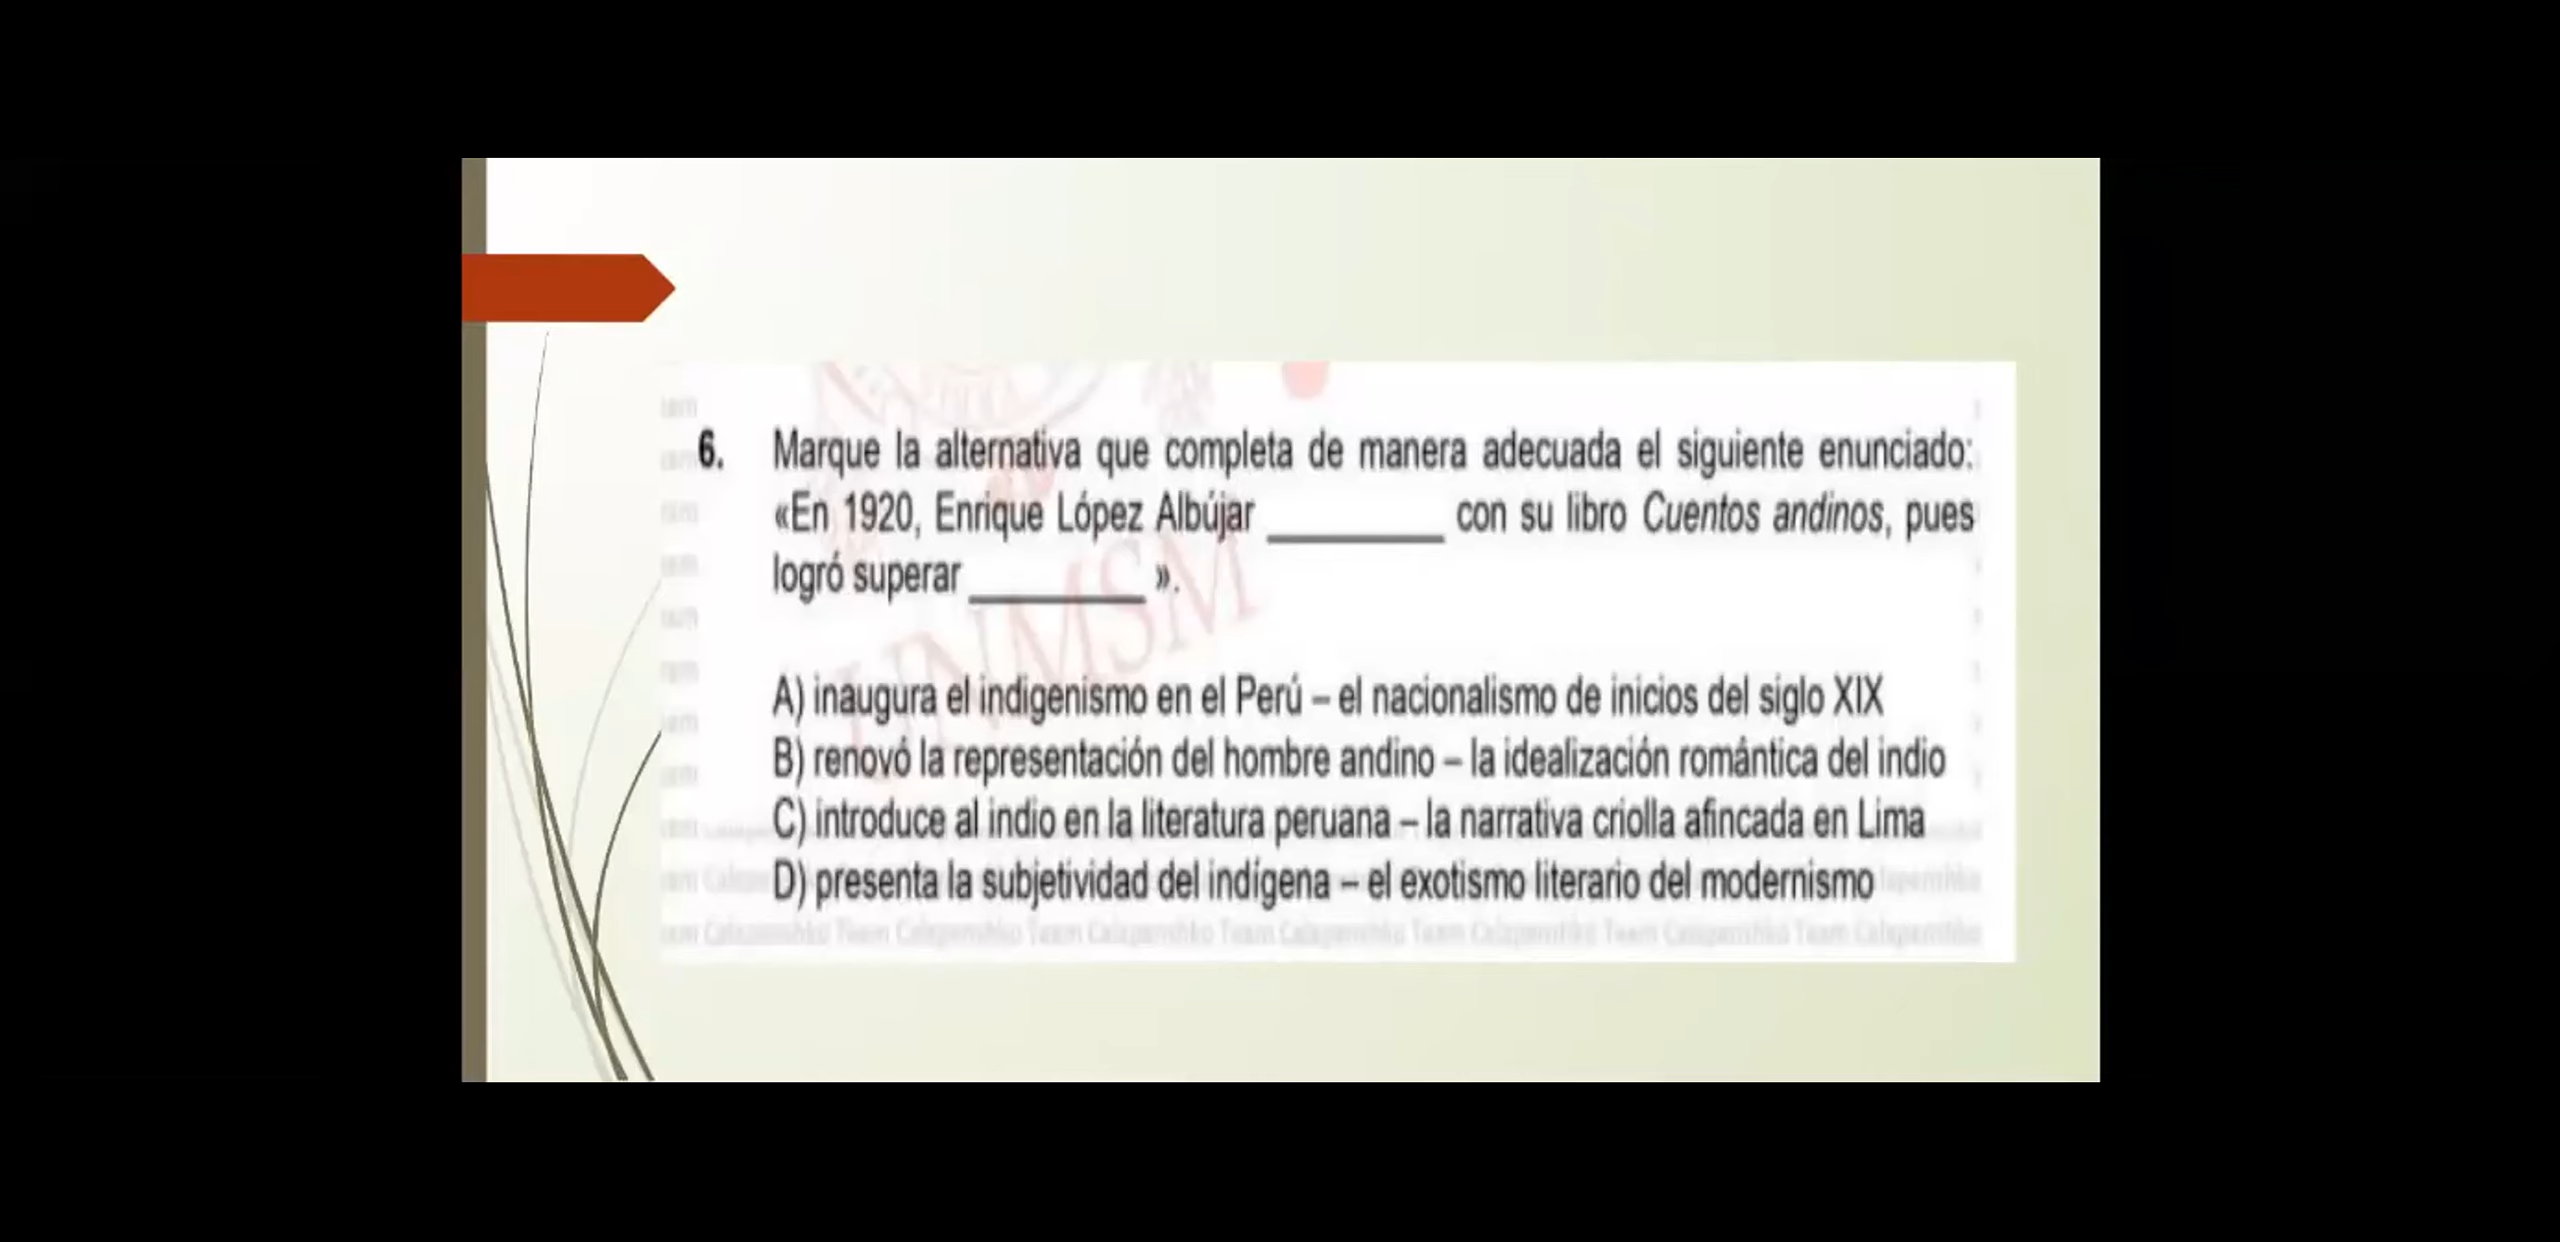 6. Marque la alternativa que completa de manera adecuada el siguiente enunciado:
«En 1920, Enrique López Albújar __________ con su libro Cuentos andinos, pues
logró superar __________ ».
UNMSM
A) inaugura el indigenismo en el Perú – el nacionalismo de inicios del siglo XIX
B) renovó la representación del hombre andino – la idealización romántica del indio
C) introduce al indio en la literatura peruana – la narrativa criolla afincada en Lima
D) presenta la subjetividad del indígena – el exotismo literario del modernismo